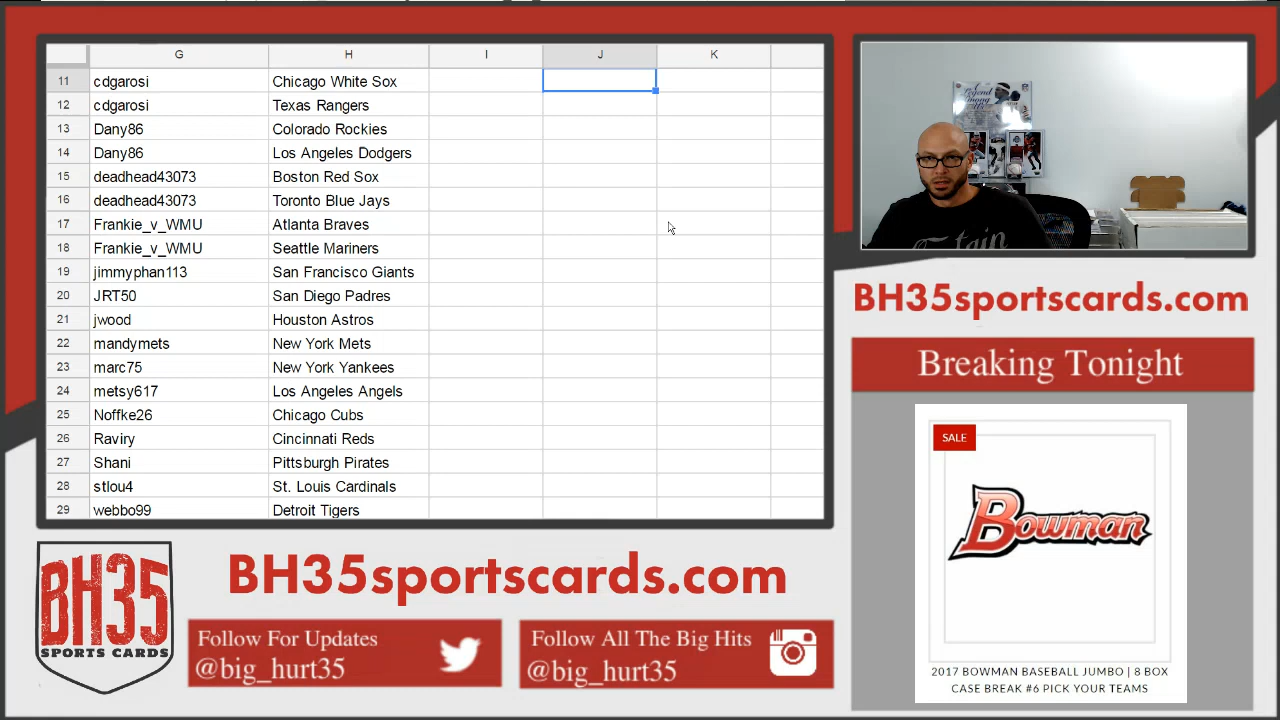 G H I J K
11 cdgarosi Chicago White Sox
12 cdgarosi Texas Rangers
13 Dany86 Colorado Rockies
14 Dany86 Los Angeles Dodgers
15 deadhead43073 Boston Red Sox
16 deadhead43073 Toronto Blue Jays
17 Frankie_v_WMU Atlanta Braves
18 Frankie_v_WMU Seattle Mariners
19 jimmyphan113 San Francisco Giants
20 JRT50 San Diego Padres
21 jwood Houston Astros
22 mandymets New York Mets
23 marc75 New York Yankees
24 metsy617 Los Angeles Angels
25 Noffke26 Chicago Cubs
26 Raviry Cincinnati Reds
27 Shani Pittsburgh Pirates
28 stlou4 St. Louis Cardinals
29 webbo99 Detroit Tigers
Legend
Among
BH35sportscards.com
Breaking Tonight
SALE
Bowman
2017 BOWMAN BASEBALL JUMBO | 8 BOX
CASE BREAK #6 PICK YOUR TEAMS
BH35
SPORTS CARDS
BH35sportscards.com
Follow For Updates
@big_hurt35
Follow All The Big Hits
@big_hurt35